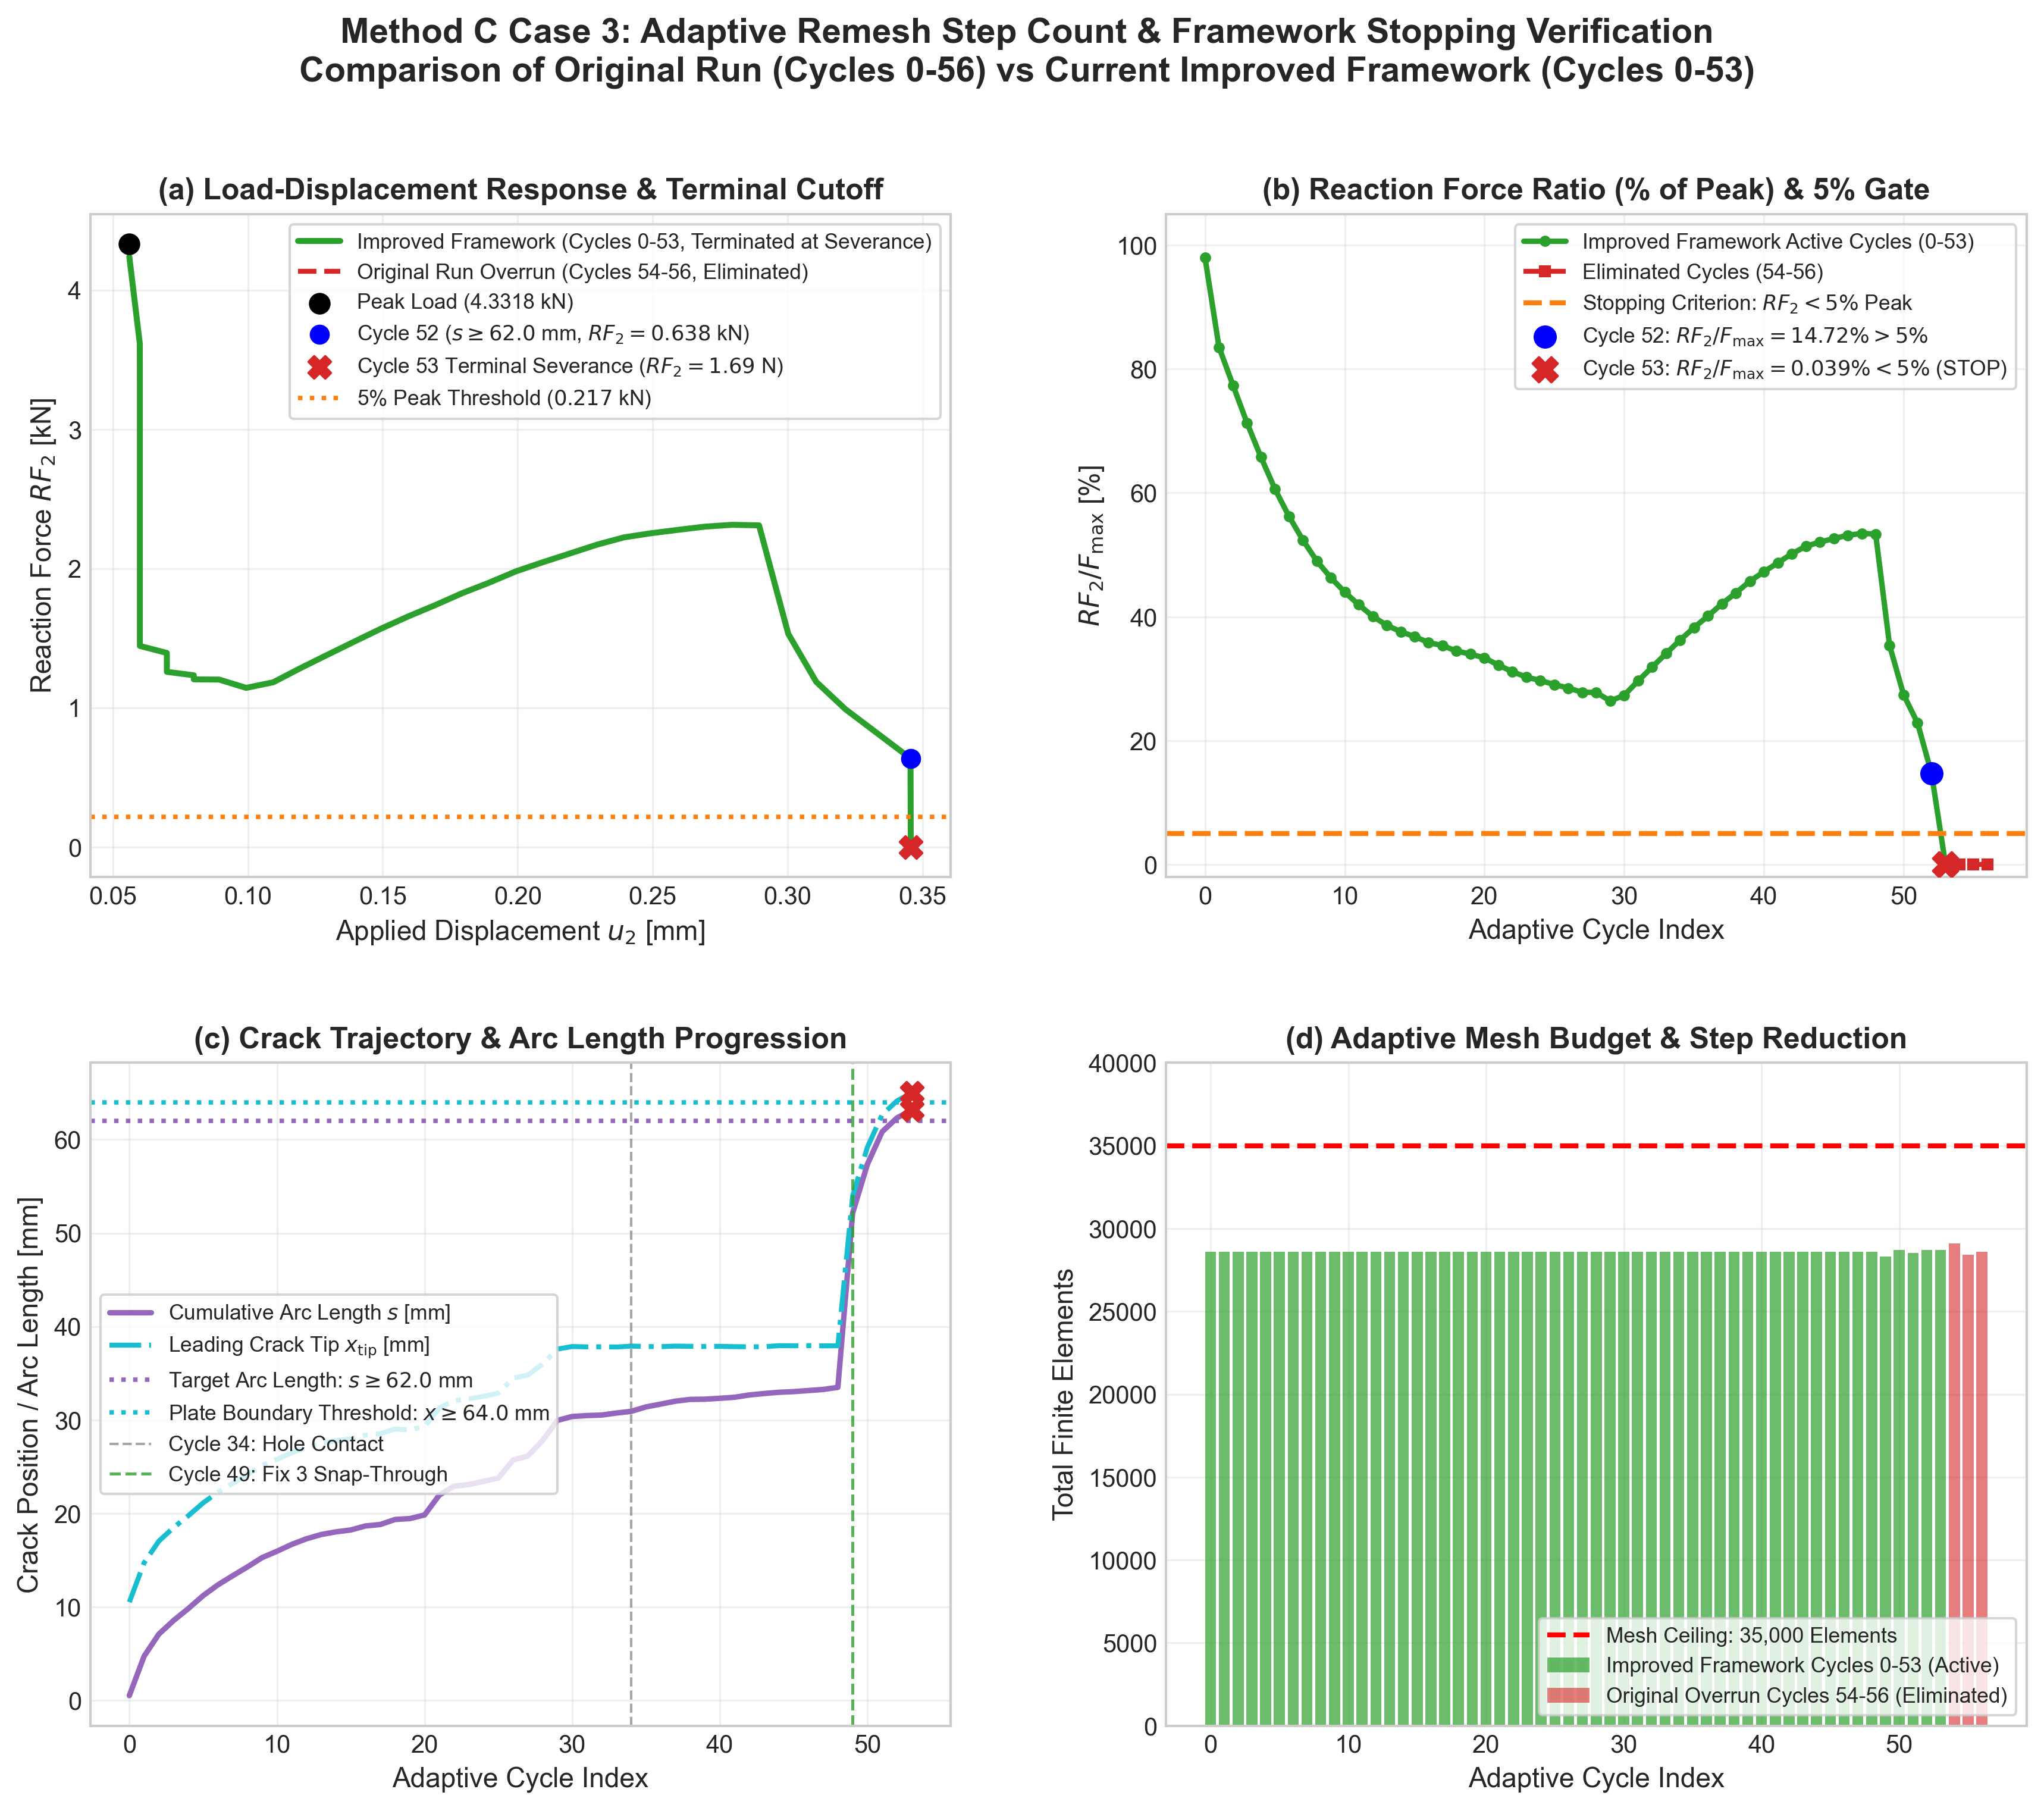 Method C Case 3: Adaptive Remesh Step Count & Framework Stopping Verification
Comparison of Original Run (Cycles 0-56) vs Current Improved Framework (Cycles 0-53)
(a) Load-Displacement Response & Terminal Cutoff
Reaction Force RF₂ [kN]
4
3
2
1
0
Improved Framework (Cycles 0-53, Terminated at Severance)
Original Run Overrun (Cycles 54-56, Eliminated)
Peak Load (4.3318 kN)
Cycle 52 (s ≥ 62.0 mm, RF₂ = 0.638 kN)
Cycle 53 Terminal Severance (RF₂ = 1.69 N)
5% Peak Threshold (0.217 kN)
0.05 0.10 0.15 0.20 0.25 0.30 0.35
Applied Displacement u₂ [mm]
(b) Reaction Force Ratio (% of Peak) & 5% Gate
RF₂/Fmax [%]
100
80
60
40
20
0
Improved Framework Active Cycles (0-53)
Eliminated Cycles (54-56)
Stopping Criterion: RF₂ < 5% Peak
Cycle 52: RF₂/Fmax = 14.72% > 5%
Cycle 53: RF₂/Fmax = 0.039% < 5% (STOP)
0 10 20 30 40 50
Adaptive Cycle Index
(c) Crack Trajectory & Arc Length Progression
Crack Position / Arc Length [mm]
60
50
40
30
20
10
0
Cumulative Arc Length s [mm]
Leading Crack Tip xtip [mm]
Target Arc Length: s ≥ 62.0 mm
Plate Boundary Threshold: x ≥ 64.0 mm
Cycle 34: Hole Contact
Cycle 49: Fix 3 Snap-Through
0 10 20 30 40 50
Adaptive Cycle Index
(d) Adaptive Mesh Budget & Step Reduction
Total Finite Elements
40000
35000
30000
25000
20000
15000
10000
5000
0
Mesh Ceiling: 35,000 Elements
Improved Framework Cycles 0-53 (Active)
Original Overrun Cycles 54-56 (Eliminated)
0 10 20 30 40 50
Adaptive Cycle Index